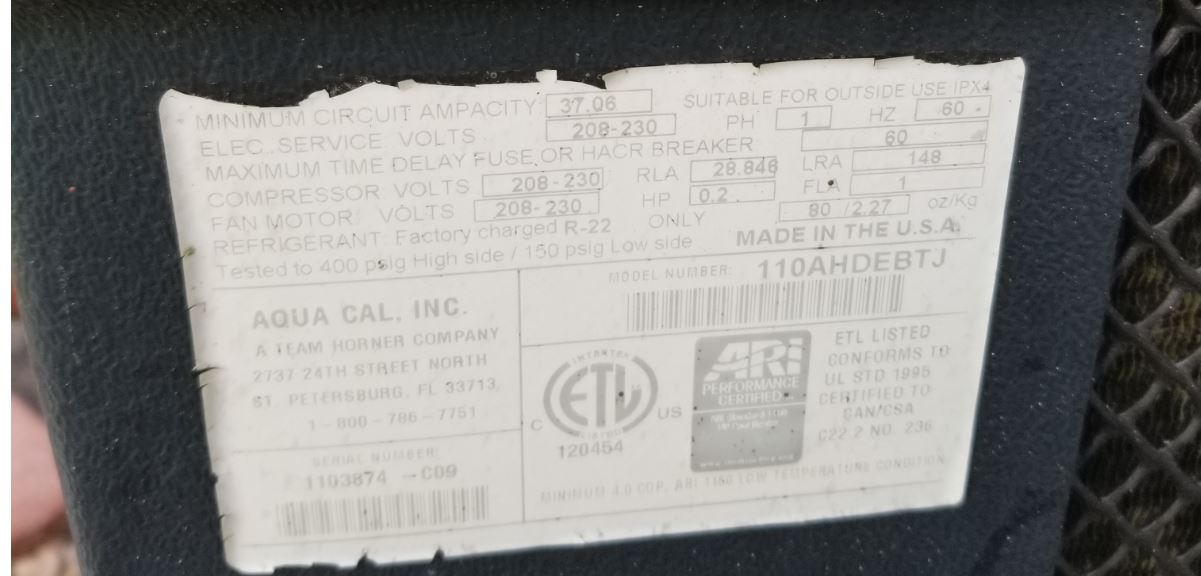 MINIMUM CIRCUIT AMPACITY 37.06 SUITABLE FOR OUTSIDE USE IPX4
ELEC. SERVICE VOLTS 208-230 PH 1 HZ 60
MAXIMUM TIME DELAY FUSE OR HACR BREAKER 60
COMPRESSOR VOLTS 208-230 RLA 28.846 LRA 148
FAN MOTOR: VOLTS 208-230 HP 0.2 FLA 1
REFRIGERANT: Factory charged R-22 ONLY 80 /2.27 oz/Kg
Tested to 400 psig High side / 150 psig Low side MADE IN THE U.S.A.
AQUA CAL, INC.
A TEAM HORNER COMPANY
2737 24TH STREET NORTH
ST. PETERSBURG, FL 33713,
1-800-786-7751
SERIAL NUMBER:
1103874 -C09
MODEL NUMBER: 110AHDEBTJ
INTERTEK
ETL
LISTED
C US
120454
ARI
PERFORMANCE
CERTIFIED
ETL LISTED
CONFORMS TO
UL STD 1995
CERTIFIED TO
CAN/CSA
C22.2 NO. 236
MINIMUM 4.0 COP, ARI 1160 LOW TEMPERATURE CONDITION